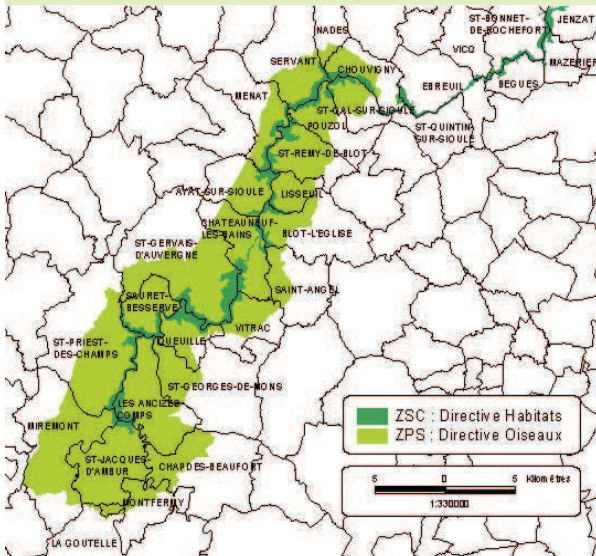 ST-BONNET-
DE-ROCHEFORT
JENZAT
NADES
VICQ
SERVANT
CHOUVIGNY
MAZERIER
EBREUIL
BEGUES
MENAT
ST-GAL-SUR-SIOULE
POUZOL
ST-QUINTIN
SUR-SIOULE
ST-REMY-DE-BLOT
AYAT-SUR-SIOULE
LISSEUIL
CHATEAUNEUF-
LES-BAINS
BLOT-L'EGLISE
ST-GERVAIS
D'AUVERGNE
SAINT-ANGEL
SAURET-
BESSERVE
VITRAC
QUEUILLE
ST-PRIEST
-DES-CHAMPS
ST-GEORGES-DE-MONS
LES ANCIZES
COMPS
MIREMONT
ST-JACQUES-
D'AMBUR
CHAPDES-BEAUFORT
MONTFERMY
LA GOUTELLE
ZSC : Directive Habitats
ZPS : Directive Oiseaux
5 0 5 Kilométres
1:330000